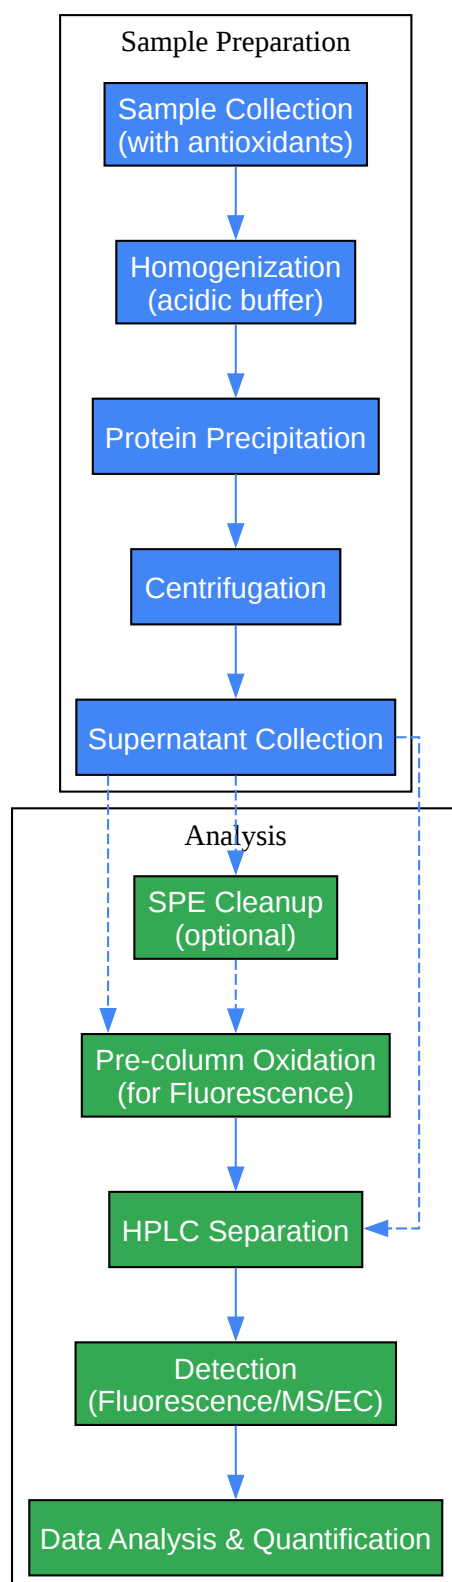 Sample Preparation
Sample Collection
(with antioxidants)
Homogenization
(acidic buffer)
Protein Precipitation
Centrifugation
Supernatant Collection
Analysis
SPE Cleanup
(optional)
Pre-column Oxidation
(for Fluorescence)
HPLC Separation
Detection
(Fluorescence/MS/EC)
Data Analysis & Quantification